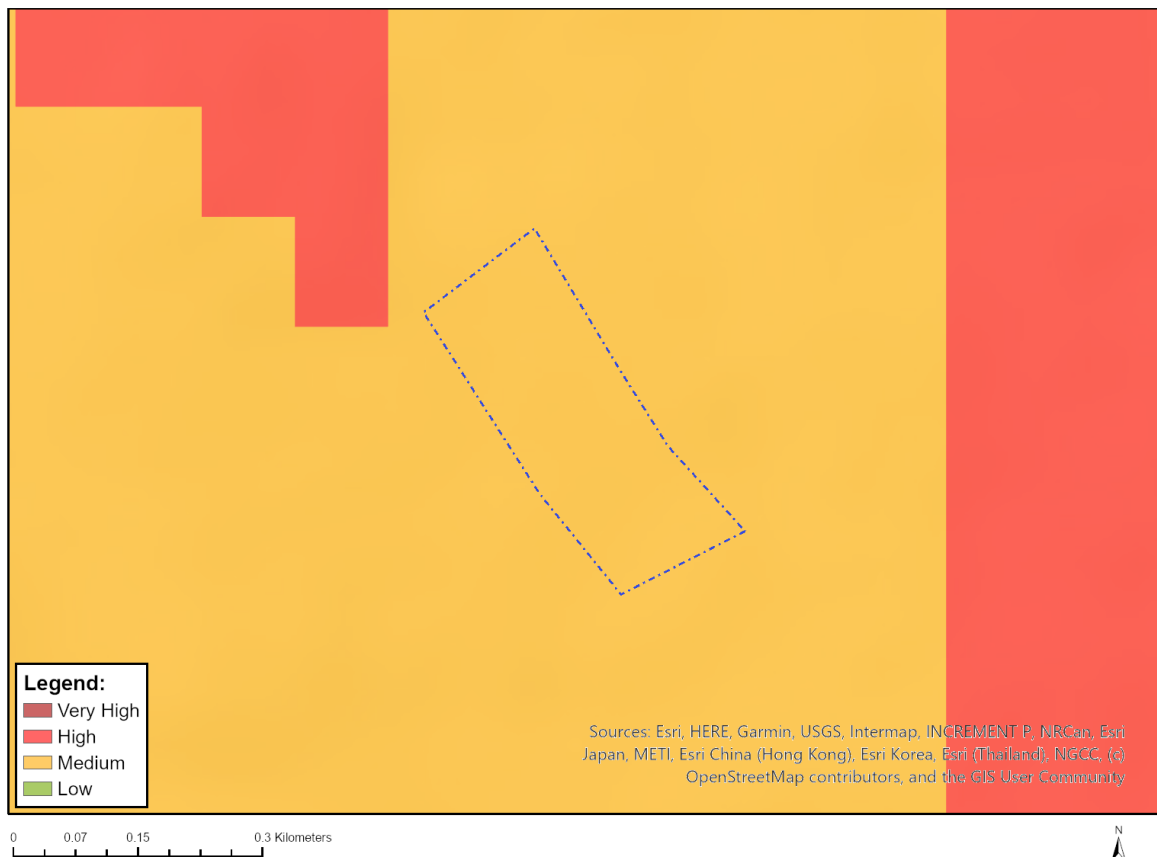 Legend:
Very High
High
Medium
Low
Sources: Esri, HERE, Garmin, USGS, Intermap, INCREMENT P, NRCan, Esri
Japan, METI, Esri China (Hong Kong), Esri Korea, Esri (Thailand), NGCC, (c)
OpenStreetMap contributors, and the GIS User Community
0 0.07 0.15 0.3 Kilometers
N